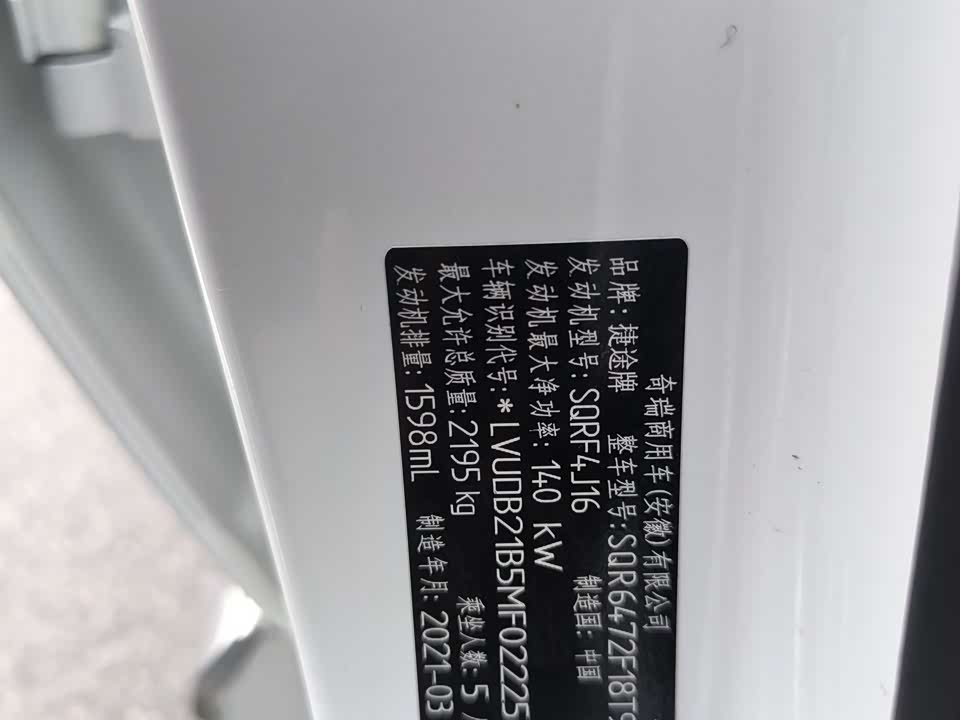 奇瑞商用车(安徽)有限公司
品牌: 捷途牌 整车型号:SQR6472F18T9
发动机型号: SQRF4J16 制造国: 中国
发动机最大净功率: 140 kW
车辆识别代号:*LVUDB21B5MF022225
最大允许总质量:2195 kg 乘坐人数: 5
发动机排量: 1598mL 制造年月: 2021-03